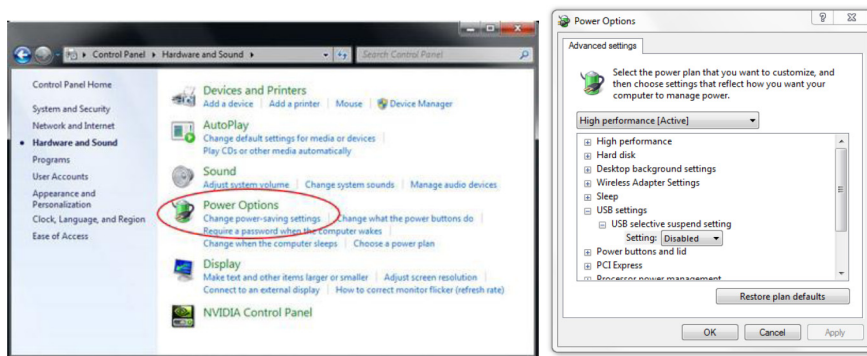 Control Panel
Hardware and Sound
Search Control Panel
Control Panel Home
System and Security
Network and Internet
Hardware and Sound
Programs
User Accounts
Appearance and
Personalization
Clock, Language, and Region
Ease of Access
Devices and Printers
Add a device Add a printer Mouse Device Manager
AutoPlay
Change default settings for media or devices
Play CDs or other media automatically
Sound
Adjust system volume Change system sounds Manage audio devices
Power Options
Change power-saving settings Change what the power buttons do
Require a password when the computer wakes
Change when the computer sleeps Choose a power plan
Display
Make text and other items larger or smaller Adjust screen resolution
Connect to an external display How to correct monitor flicker (refresh rate)
NVIDIA Control Panel
Power Options
Advanced settings
Select the power plan that you want to customize, and
then choose settings that reflect how you want your
computer to manage power.
High performance [Active]
High performance
Hard disk
Desktop background settings
Wireless Adapter Settings
Sleep
USB settings
USB selective suspend setting
Setting: Disabled
Power buttons and lid
PCI Express
Processor power management
Restore plan defaults
OK Cancel Apply